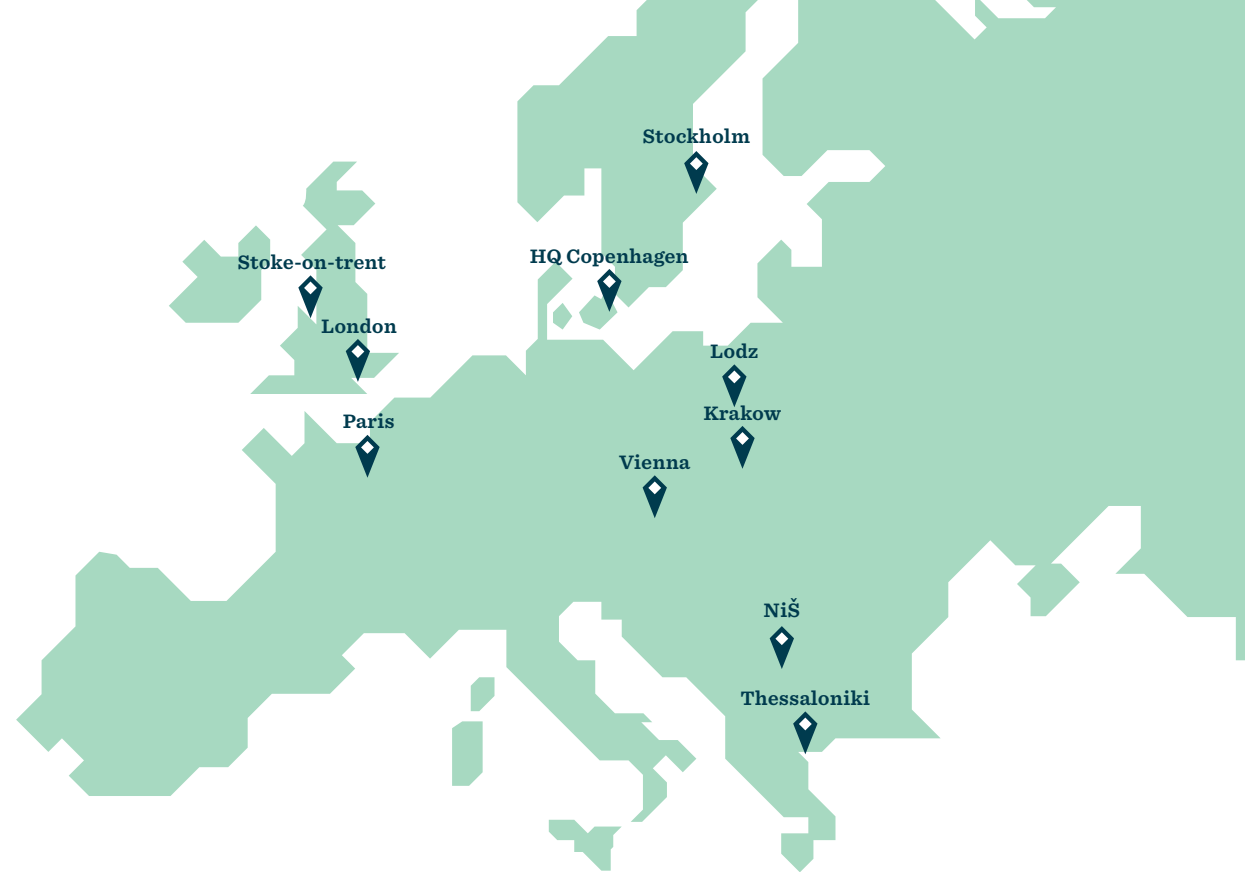 Stockholm
HQ Copenhagen
Stoke-on-trent
London
Lodz
Krakow
Paris
Vienna
NiŠ
Thessaloniki